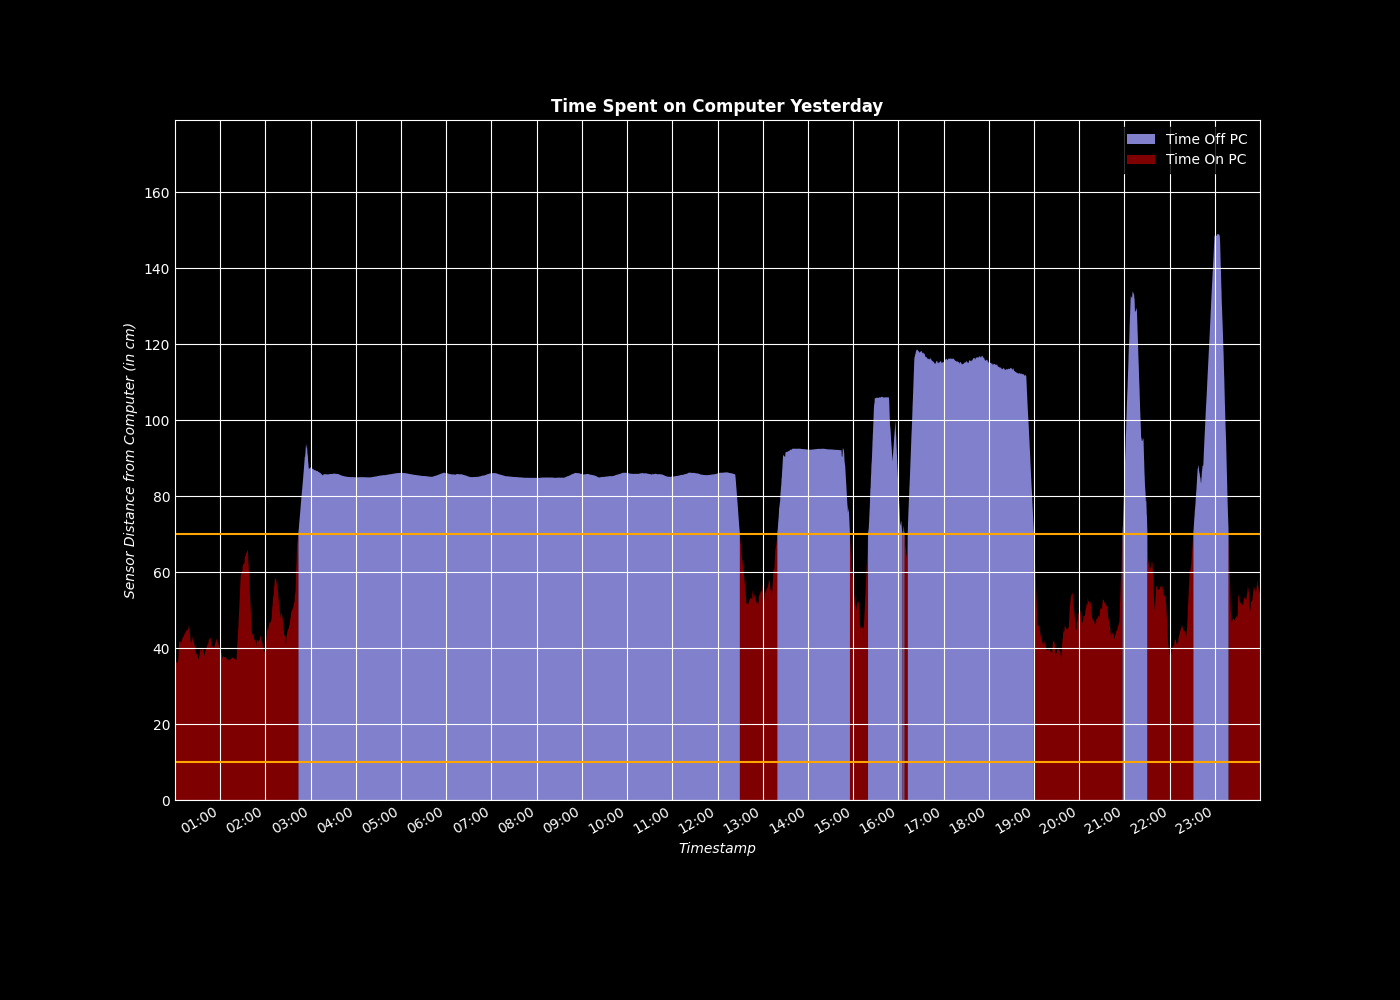 Time Spent on Computer Yesterday
Time Off PC
Time On PC
Sensor Distance from Computer (in cm)
160
140
120
100
80
60
40
20
0
01:00 02:00 03:00 04:00 05:00 06:00 07:00 08:00 09:00 10:00 11:00 12:00 13:00 14:00 15:00 16:00 17:00 18:00 19:00 20:00 21:00 22:00 23:00
Timestamp